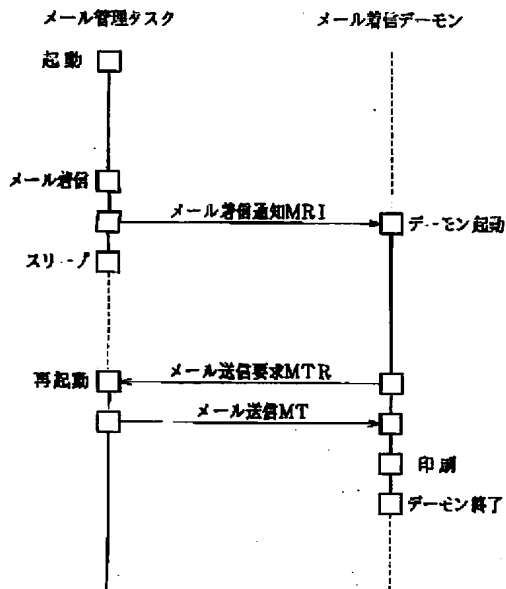 メール管理タスク
メール着信デーモン
起動
メール着信
メール着信通知MRI
デーモン起動
スリープ
メール送信要求MTR
再起動
メール送信MT
印刷
デーモン終了